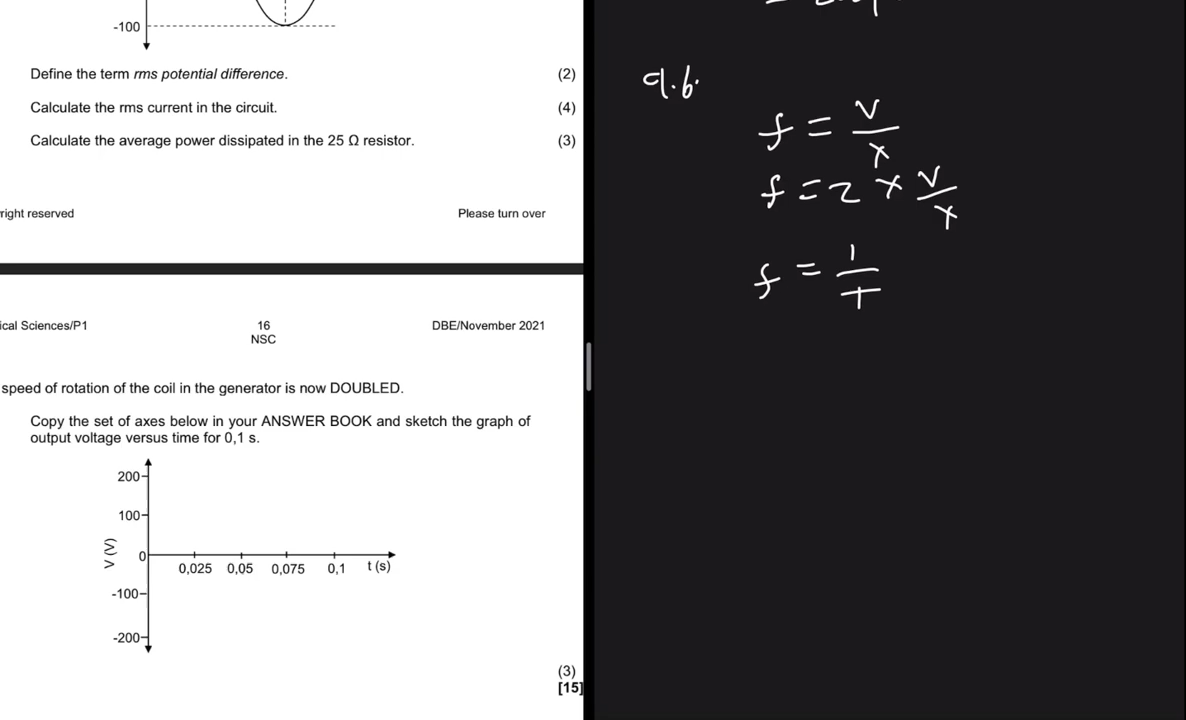 -100
Define the term rms potential difference. (2)
Calculate the rms current in the circuit. (4)
Calculate the average power dissipated in the 25 Ω resistor. (3)
right reserved Please turn over
ical Sciences/P1 16 DBE/November 2021
NSC
speed of rotation of the coil in the generator is now DOUBLED.
Copy the set of axes below in your ANSWER BOOK and sketch the graph of
output voltage versus time for 0,1 s.
200
100
V (V)
0
0,025 0,05 0,075 0,1 t (s)
-100
-200
(3)
[15]
9.6.
f = v/x
f = 2 × v/x
f = 1/T